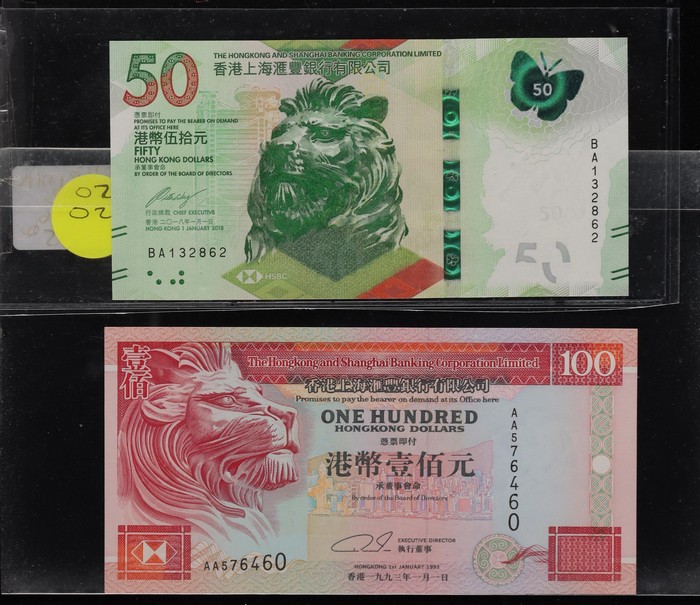 50
THE HONGKONG AND SHANGHAI BANKING CORPORATION LIMITED
香港上海滙豐銀行有限公司
憑票即付
PROMISES TO PAY THE BEARER ON DEMAND
AT ITS OFFICE HERE
港幣伍拾元
FIFTY
HONG KONG DOLLARS
承董事會命
BY ORDER OF THE BOARD OF DIRECTORS
行政總裁 CHIEF EXECUTIVE
香港 二〇一八年一月一日
HONG KONG 1 JANUARY 2018
BA132862
HSBC
50
BA132862
50
50
02
02
壹佰
The Hongkong and Shanghai Banking Corporation Limited
100
香港上海滙豐銀行有限公司
Promises to pay the bearer on demand at its Office here
ONE HUNDRED
HONGKONG DOLLARS
憑票即付
港幣壹佰元
承董事會命
By order of the Board of Directors
AA576460
EXECUTIVE DIRECTOR
執行董事
HONGKONG 1ST JANUARY 1993
香港一九九三年一月一日
AA576460
100